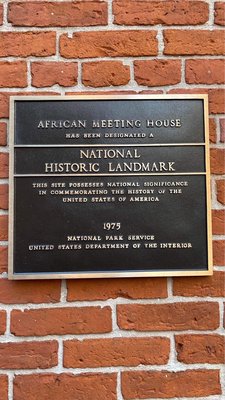 AFRICAN MEETING HOUSE
HAS BEEN DESIGNATED A
NATIONAL
HISTORIC LANDMARK
THIS SITE POSSESSES NATIONAL SIGNIFICANCE
IN COMMEMORATING THE HISTORY OF THE
UNITED STATES OF AMERICA
1975
NATIONAL PARK SERVICE
UNITED STATES DEPARTMENT OF THE INTERIOR